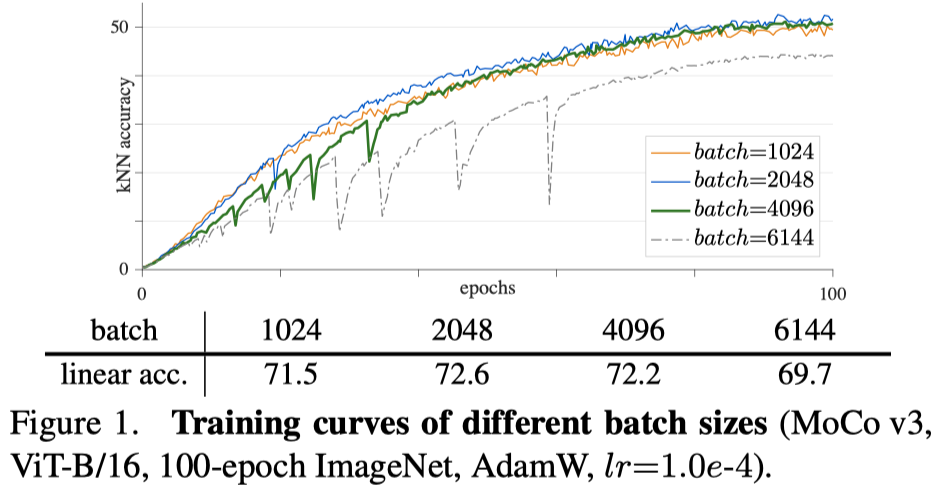 50
kNN accuracy
batch=1024
batch=2048
batch=4096
batch=6144
0
0
epochs
100
batch 1024 2048 4096 6144
linear acc. 71.5 72.6 72.2 69.7
Figure 1. Training curves of different batch sizes (MoCo v3,
ViT-B/16, 100-epoch ImageNet, AdamW, lr=1.0e-4).